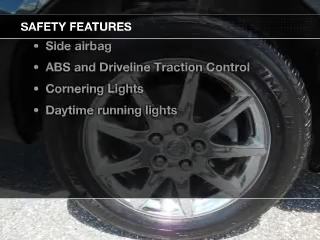 SAFETY FEATURES
• Side airbag
• ABS and Driveline Traction Control
• Cornering Lights
• Daytime running lights